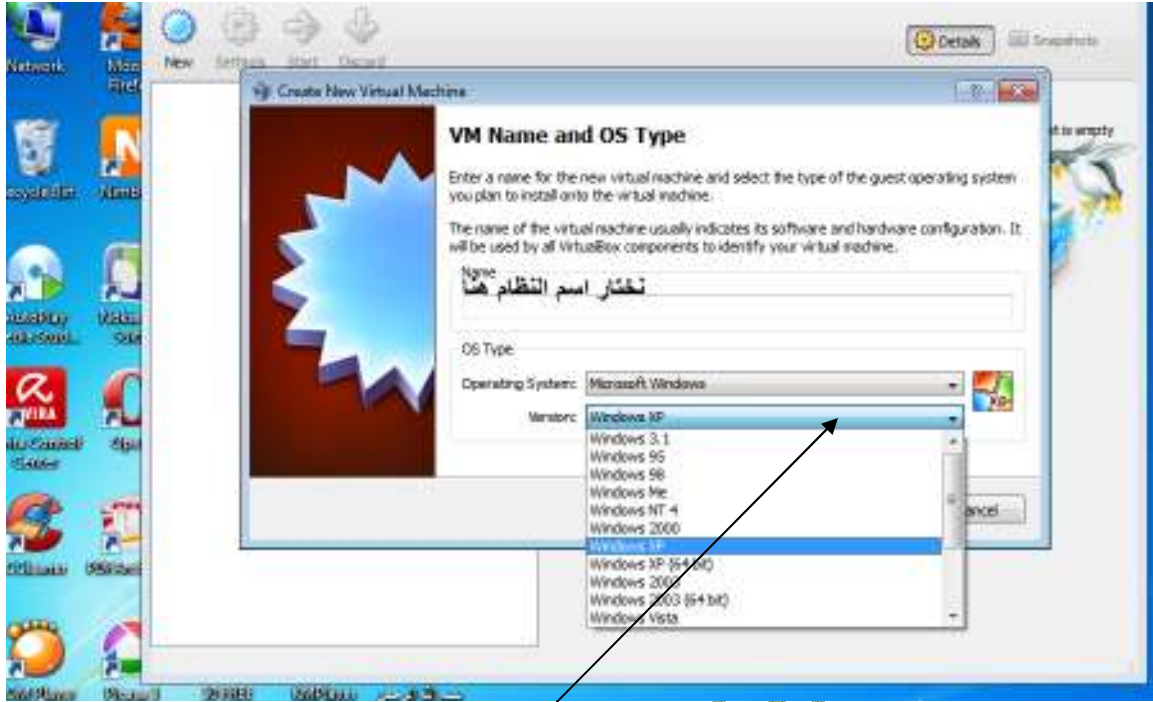 Network
New
Settings
Start
Discard
Details
Snapshots
Create New Virtual Machine
VM Name and OS Type
Enter a name for the new virtual machine and select the type of the guest operating system
you plan to install onto the virtual machine.
The name of the virtual machine usually indicates its software and hardware configuration. It
will be used by all VirtualBox components to identify your virtual machine.
Name
نختار اسم النظام هنا
OS Type
Operating System: Microsoft Windows
Version: Windows XP
Windows 3.1
Windows 95
Windows 98
Windows Me
Windows NT 4
Windows 2000
Windows XP
Windows XP (64 bit)
Windows 2003
Windows 2003 (64 bit)
Windows Vista
XP
is empty